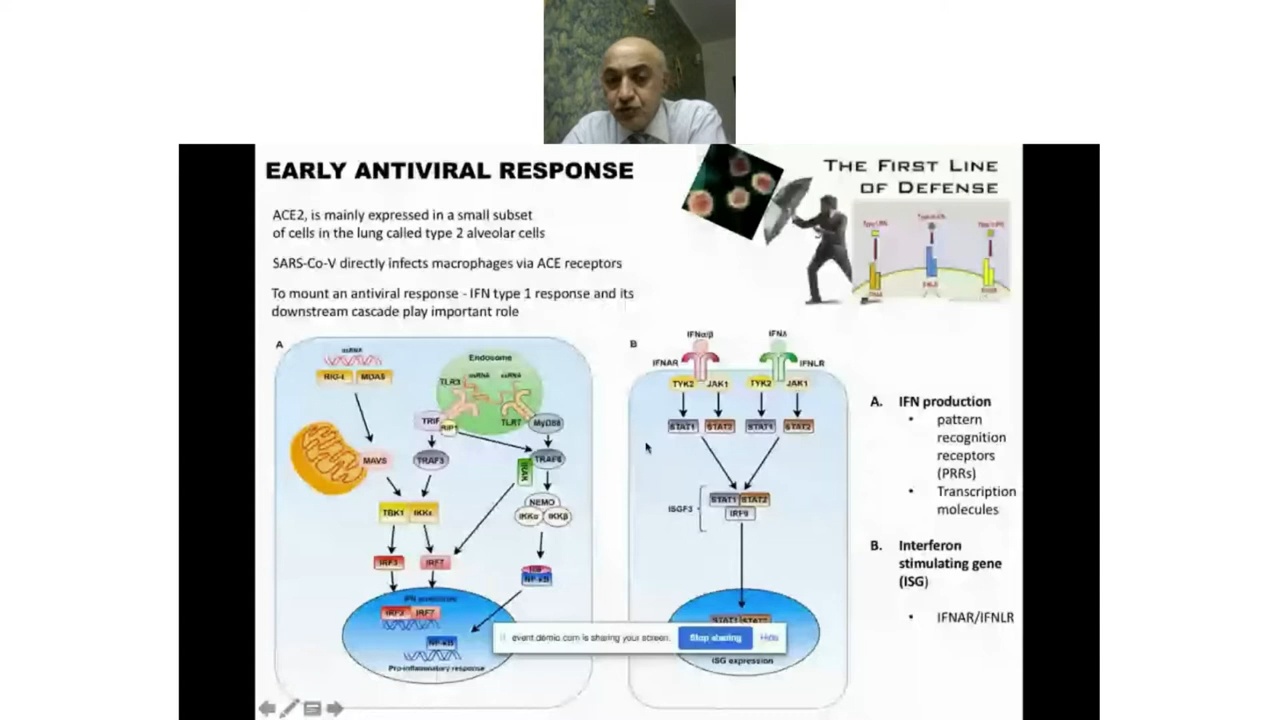 EARLY ANTIVIRAL RESPONSE
THE FIRST LINE
OF DEFENSE
ACE2, is mainly expressed in a small subset
of cells in the lung called type 2 alveolar cells
SARS-Co-V directly infects macrophages via ACE receptors
To mount an antiviral response - IFN type 1 response and its
downstream cascade play important role
A
RIG-I MDA5
MAVS
Endosome
TLR3
TLR7
TRIF
RIP1
MyD88
TRAF3
TRAF6
TBK1 IKKε
NEMO
IKKα IKKβ
IRF3
IRF7
NF-κB
IRF3 IRF7
NF-κB
Pro-inflammatory response
B
IFNα/β
IFNλ
IFNAR
IFNLR
TYK2 JAK1 TYK2 JAK1
STAT1 STAT2 STAT1 STAT2
ISGF3
STAT1 STAT2
IRF9
STAT1 STAT2
ISG expression
A. IFN production
• pattern
recognition
receptors
(PRRs)
• Transcription
molecules
B. Interferon
stimulating gene
(ISG)
• IFNAR/IFNLR
event.demio.com is sharing your screen.
Stop sharing
Hide